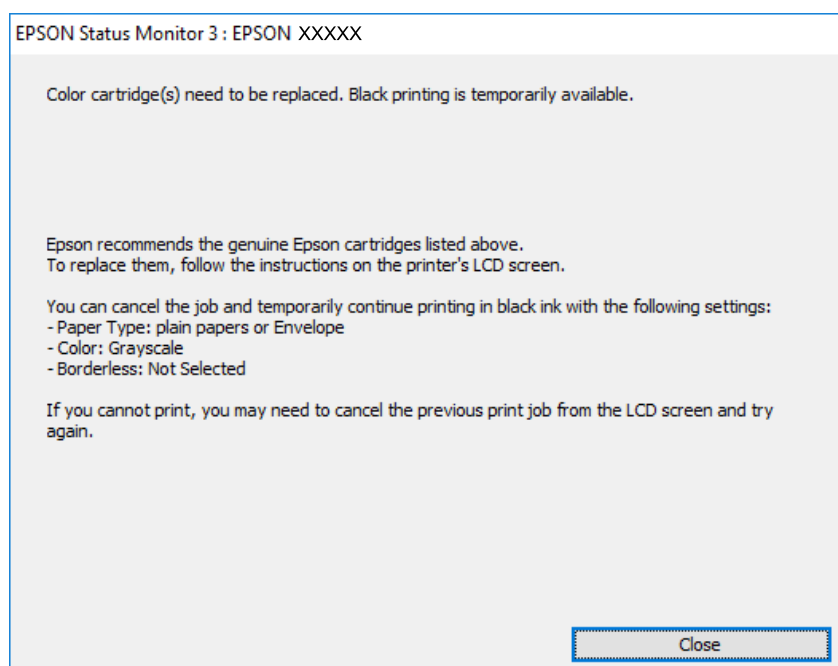 EPSON Status Monitor 3 : EPSON XXXXX
Color cartridge(s) need to be replaced. Black printing is temporarily available.
Epson recommends the genuine Epson cartridges listed above.
To replace them, follow the instructions on the printer's LCD screen.
You can cancel the job and temporarily continue printing in black ink with the following settings:
- Paper Type: plain papers or Envelope
- Color: Grayscale
- Borderless: Not Selected
If you cannot print, you may need to cancel the previous print job from the LCD screen and try
again.
Close